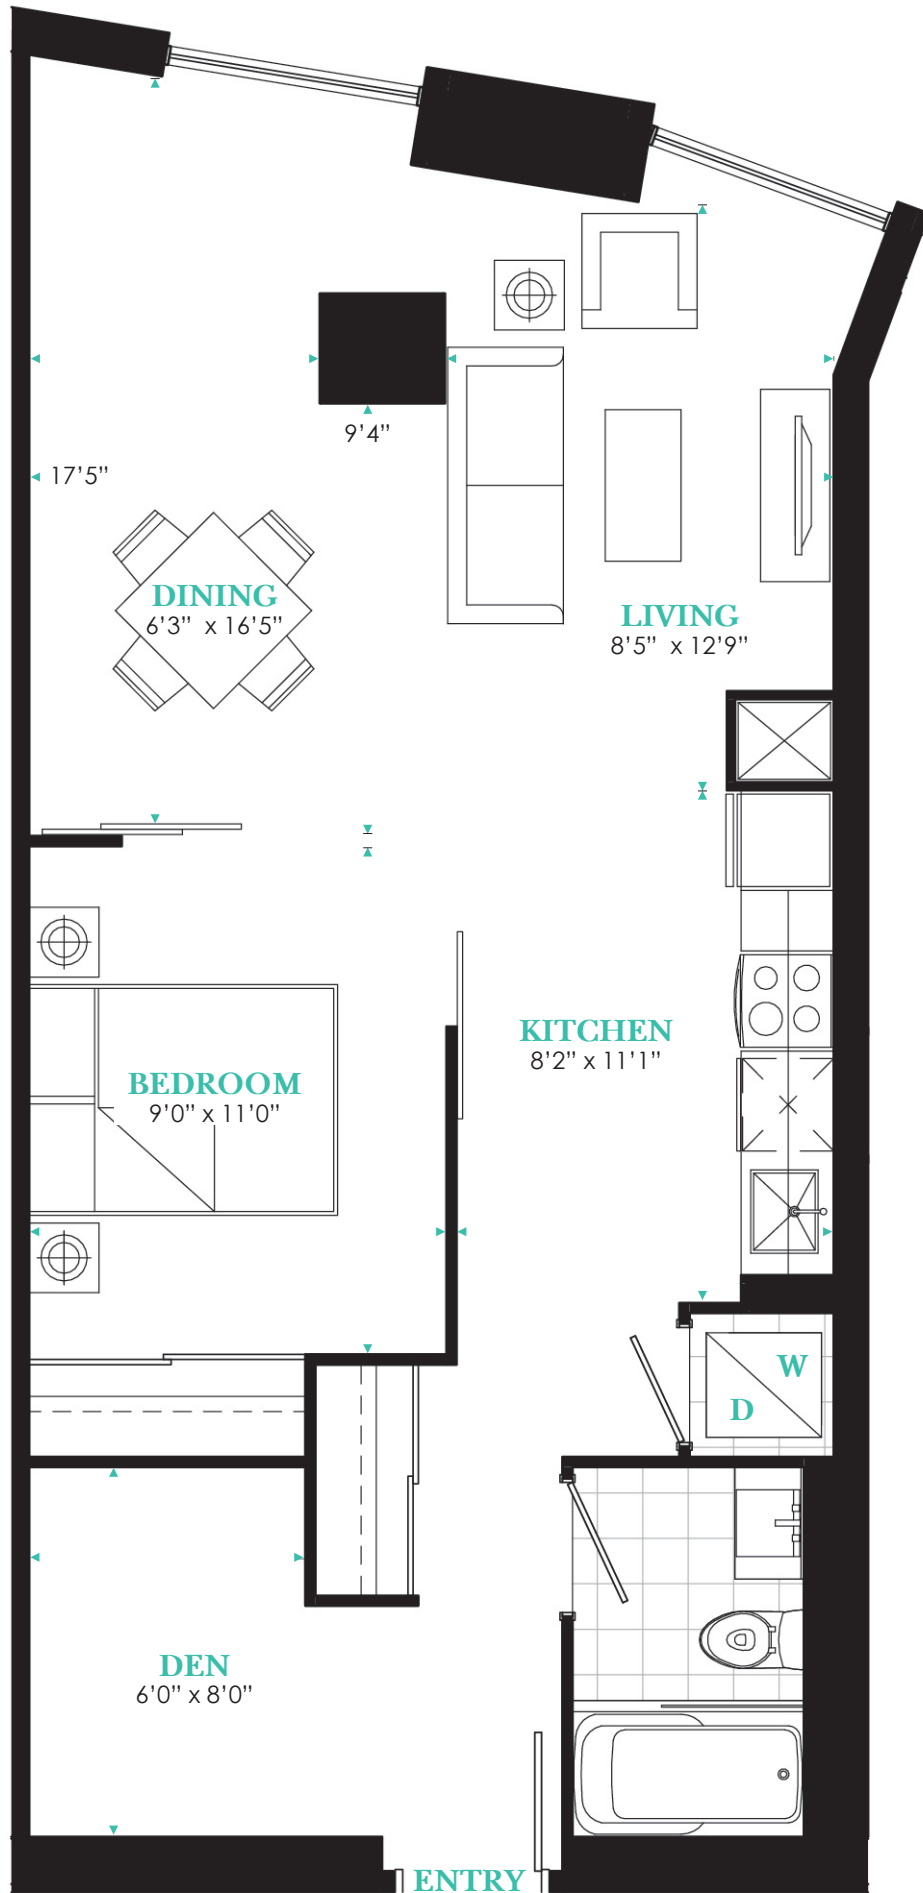 9’4”
17’5”
DINING
6’3” x 16’5”
LIVING
8’5” x 12’9”
KITCHEN
8’2” x 11’1”
BEDROOM
9’0” x 11’0”
W
D
DEN
6’0” x 8’0”
ENTRY